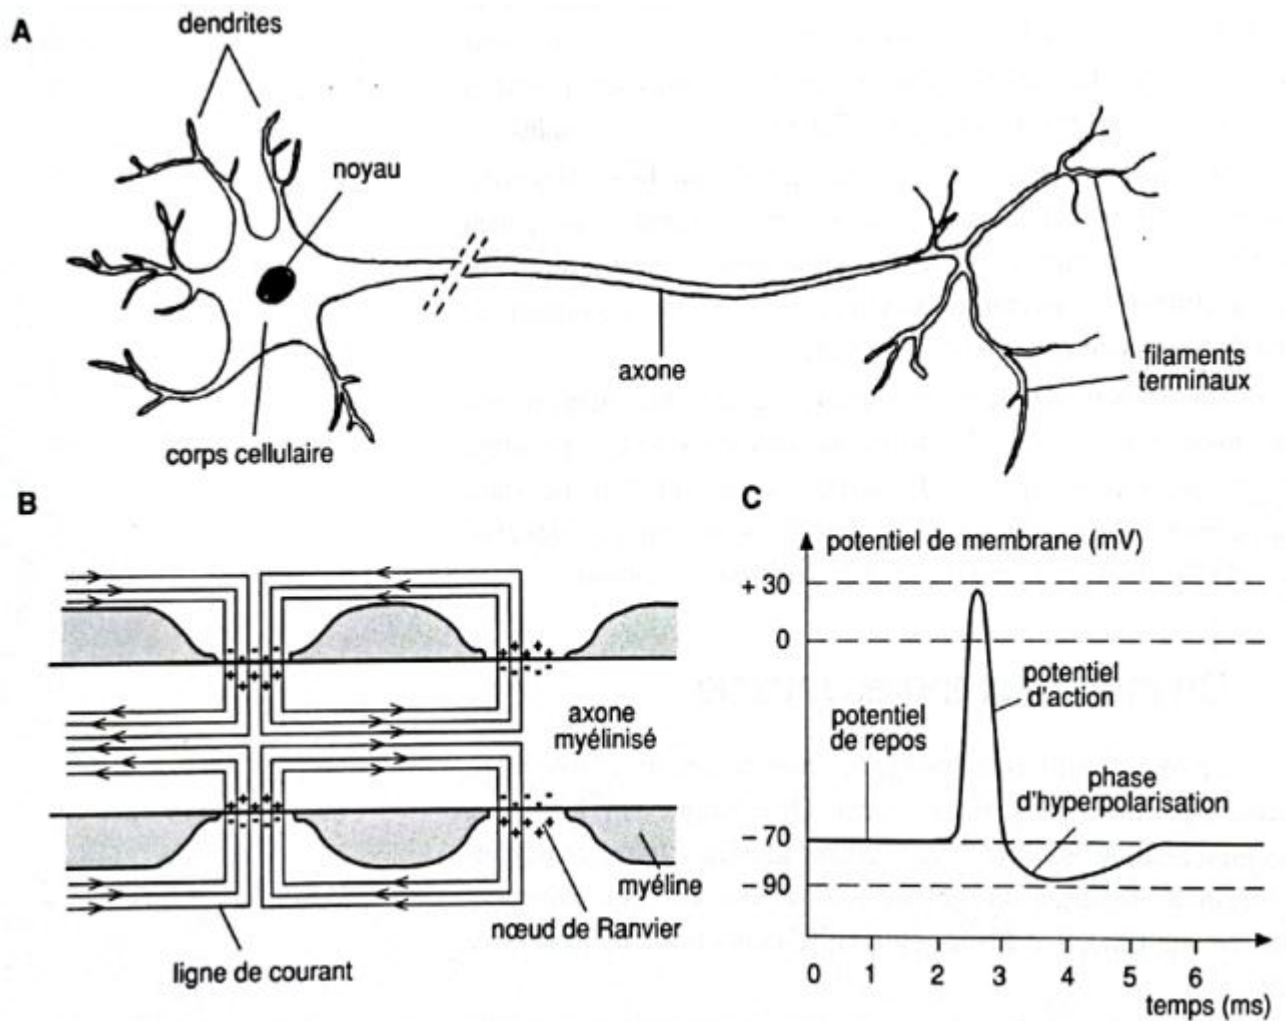 A
dendrites
noyau
axone
filaments
terminaux
corps cellulaire
B
axone
myélinisé
myéline
nœud de Ranvier
ligne de courant
C
potentiel de membrane (mV)
+ 30
0
potentiel
d'action
potentiel
de repos
phase
d'hyperpolarisation
– 70
– 90
0 1 2 3 4 5 6
temps (ms)